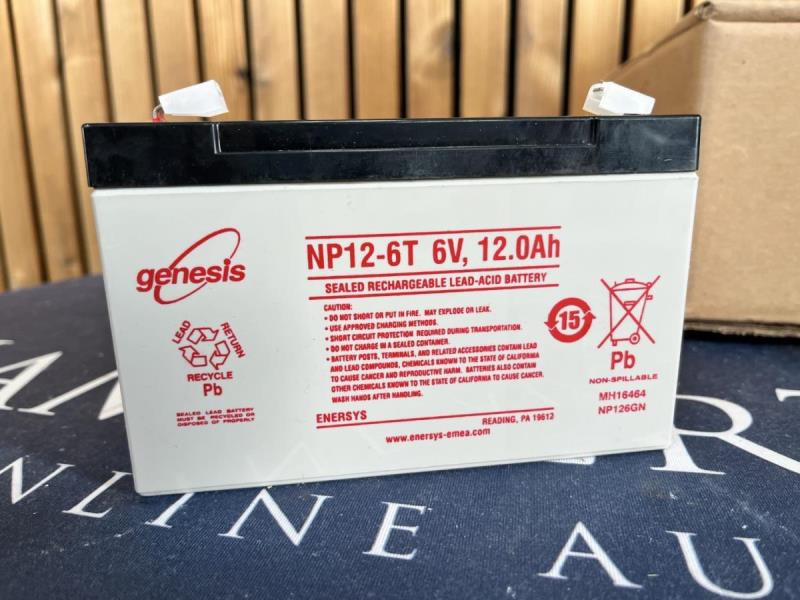 genesis
NP12-6T 6V, 12.0Ah
SEALED RECHARGEABLE LEAD-ACID BATTERY
CAUTION:
• DO NOT SHORT OR PUT IN FIRE. MAY EXPLODE OR LEAK.
• USE APPROVED CHARGING METHODS.
• SHORT CIRCUIT PROTECTION REQUIRED DURING TRANSPORTATION.
• DO NOT CHARGE IN A SEALED CONTAINER.
• BATTERY POSTS, TERMINALS, AND RELATED ACCESSORIES CONTAIN LEAD
AND LEAD COMPOUNDS, CHEMICALS KNOWN TO THE STATE OF CALIFORNIA
TO CAUSE CANCER AND REPRODUCTIVE HARM. BATTERIES ALSO CONTAIN
OTHER CHEMICALS KNOWN TO THE STATE OF CALIFORNIA TO CAUSE CANCER.
WASH HANDS AFTER HANDLING.
ENERSYS
READING, PA 19612
www.enersys-emea.com
LEAD
RETURN
RECYCLE
Pb
SEALED LEAD BATTERY
MUST BE RECYCLED OR
DISPOSED OF PROPERLY
15
Pb
NON-SPILLABLE
MH16464
NP126GN
NLINE AU